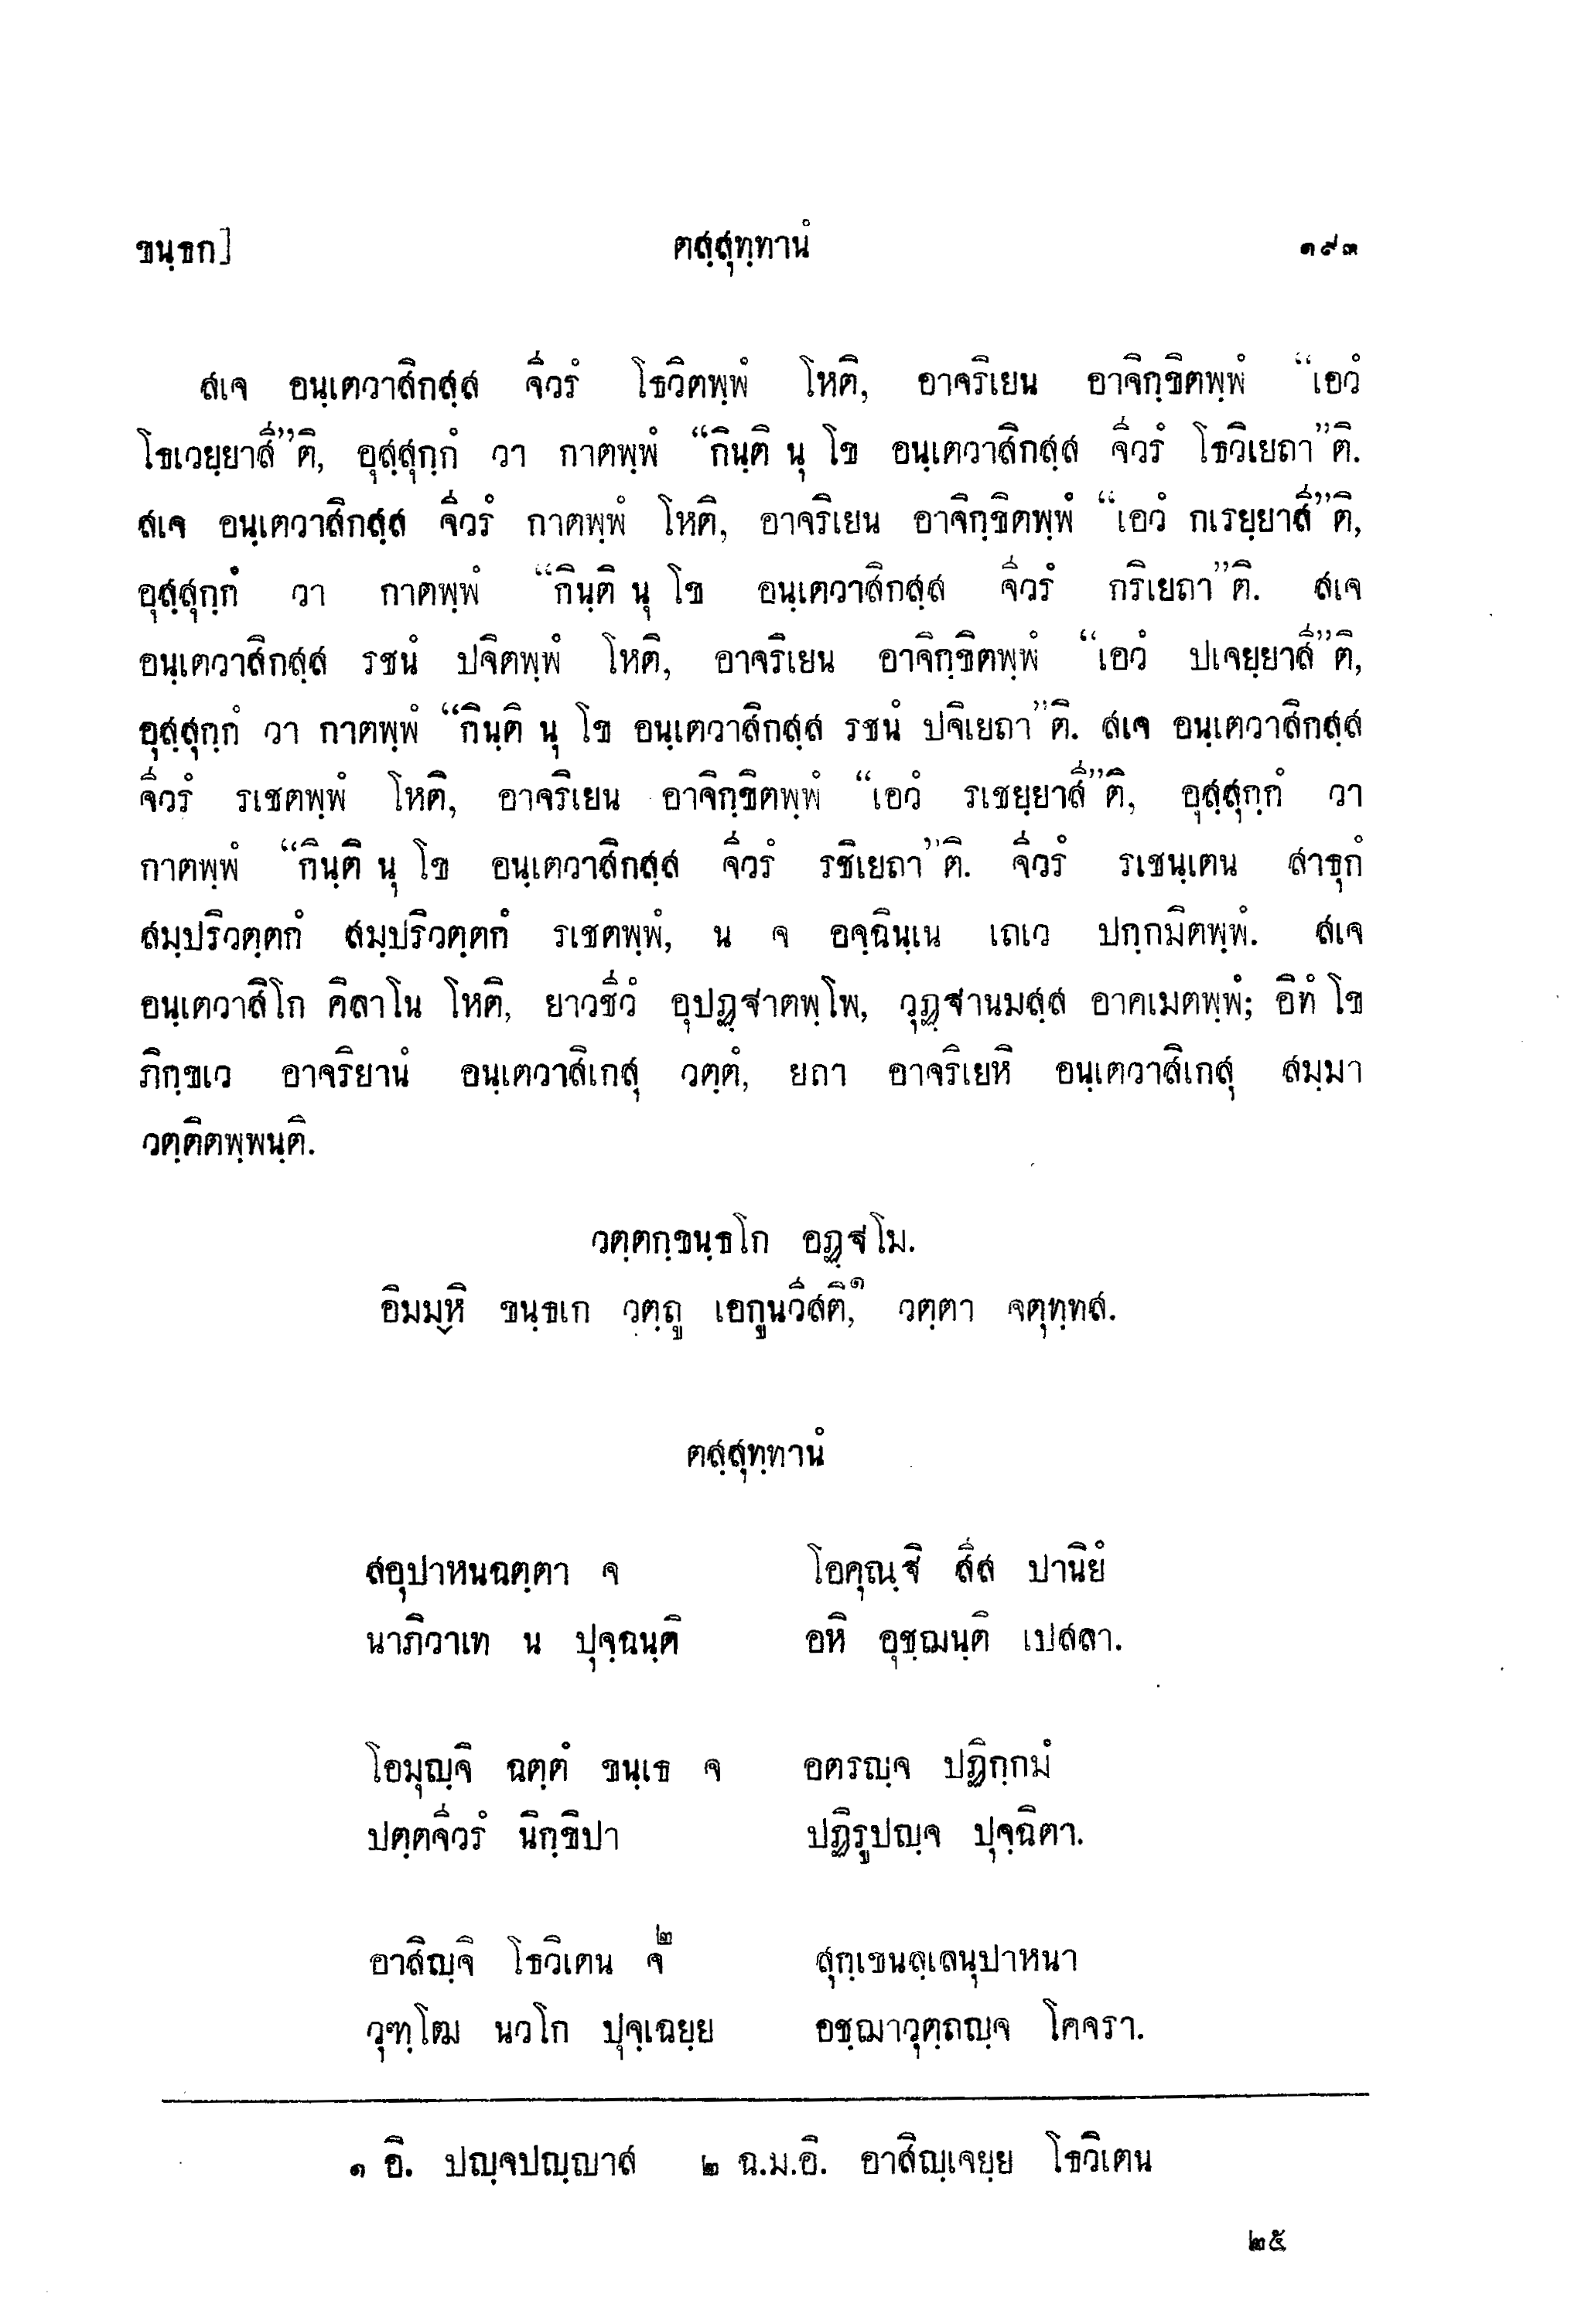 ขนฺธก] ตสฺสุทฺทานํ ๑๙๓
สเจ อนฺเตวาสิกสฺส จีวรํ โธวิตพฺพํ โหติ, อาจริเยน อาจิกฺขิตพฺพํ “เอวํ
โธเวยฺยาสี”ติ, อุสฺสุกฺกํ วา กาตพฺพํ “กินฺติ นุ โข อนฺเตวาสิกสฺส จีวรํ โธวิเยถา”ติ.
สเจ อนฺเตวาสิกสฺส จีวรํ กาตพฺพํ โหติ, อาจริเยน อาจิกฺขิตพฺพํ “เอวํ กเรยฺยาสี”ติ,
อุสฺสุกฺกํ วา กาตพฺพํ “กินฺติ นุ โข อนฺเตวาสิกสฺส จีวรํ กริเยถา”ติ. สเจ
อนฺเตวาสิกสฺส รชนํ ปจิตพฺพํ โหติ, อาจริเยน อาจิกฺขิตพฺพํ “เอวํ ปเจยฺยาสี”ติ,
อุสฺสุกฺกํ วา กาตพฺพํ “กินฺติ นุ โข อนฺเตวาสิกสฺส รชนํ ปจิเยถา”ติ. สเจ อนฺเตวาสิกสฺส
จีวรํ รเชตพฺพํ โหติ, อาจริเยน อาจิกฺขิตพฺพํ “เอวํ รเชยฺยาสี”ติ, อุสฺสุกฺกํ วา
กาตพฺพํ “กินฺติ นุ โข อนฺเตวาสิกสฺส จีวรํ รชิเยถา”ติ. จีวรํ รเชนฺเตน สาธุกํ
สมฺปริวตฺตกํ สมฺปริวตฺตกํ รเชตพฺพํ, น จ อจฺฉินฺเน เถเว ปกฺกมิตพฺพํ. สเจ
อนฺเตวาสิโก คิลาโน โหติ, ยาวชีวํ อุปฏฺฐาตพฺโพ, วุฏฺฐานมสฺส อาคเมตพฺพํ; อิทํ โข
ภิกฺขเว อาจริยานํ อนฺเตวาสิเกสุ วตฺตํ, ยถา อาจริเยหิ อนฺเตวาสิเกสุ สมฺมา
วตฺติตพฺพนฺติ.
วตฺตกฺขนฺธโก อฏฺฐโม.
อิมมฺหิ ขนฺธเก วตฺถู เอกูนวีสติ,๑ วตฺตา จตุทฺทส.
ตสฺสุทฺทานํ
สอุปาหนฉตฺตา จ โอคุณฺฐิ สีส ปานิยํ
นาภิวาเท น ปุจฺฉนฺติ อหิ อุชฺฌนฺติ เปสลา.
โอมุญฺจิ ฉตฺตํ ขนฺเธ จ อตรญฺจ ปฏิกฺกมํ
ปตฺตจีวรํ นิกฺขิปา ปฏิรูปญฺจ ปุจฺฉิตา.
อาสิญฺจิ โธวิเตน จ๒ สุกฺเขนลฺเลนุปาหนา
วุฑฺโฒ นวโก ปุจฺเฉยฺย อชฺฌาวุตฺถญฺจ โคจรา.
๑ อิ. ปญฺจปญฺญาส ๒ ฉ.ม.อิ. อาสิญฺเจยฺย โธวิเตน
๒๕